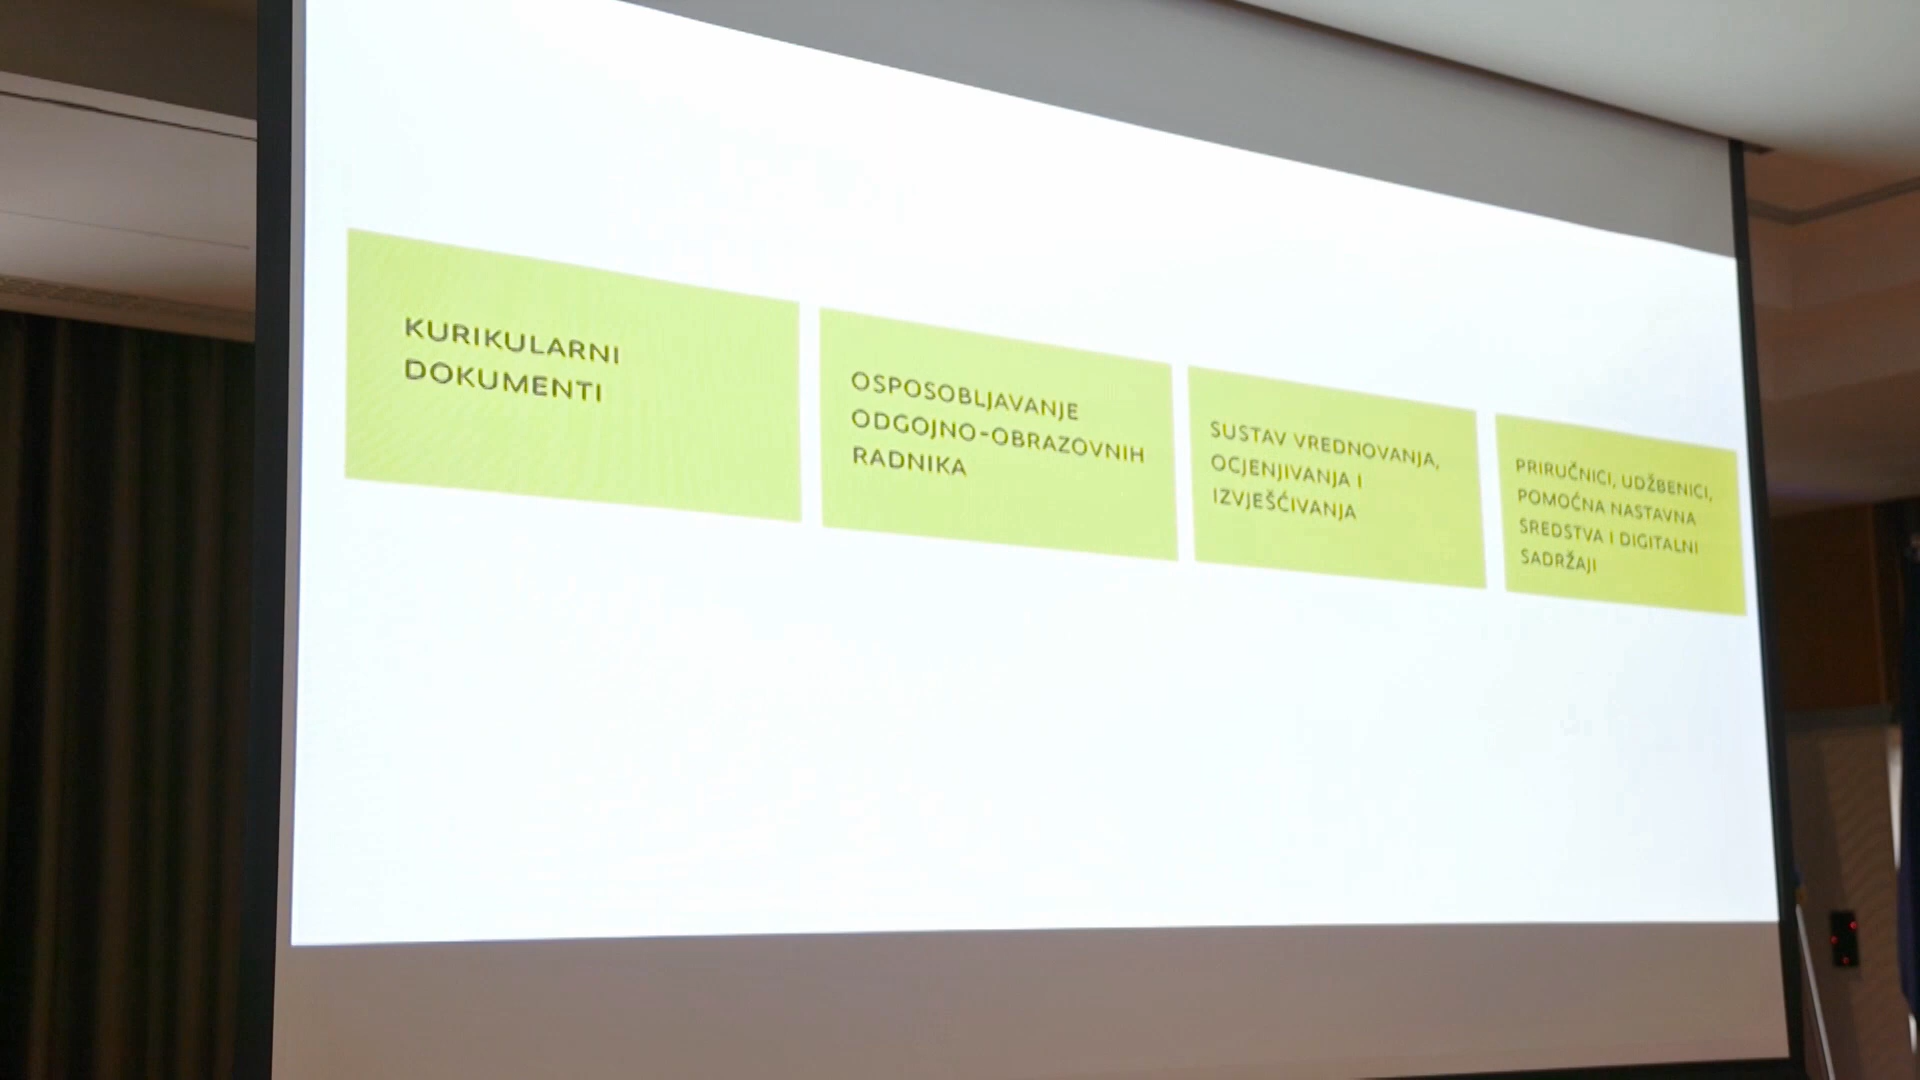 KURIKULARNI
DOKUMENTI
OSPOSOBLJAVANJE
ODGOJNO-OBRAZOVNIH
RADNIKA
SUSTAV VREDNOVANJA,
OCJENJIVANJA I
IZVJEŠĆIVANJA
PRIRUČNICI, UDŽBENICI,
POMOĆNA NASTAVNA
SREDSTVA I DIGITALNI
SADRŽAJI